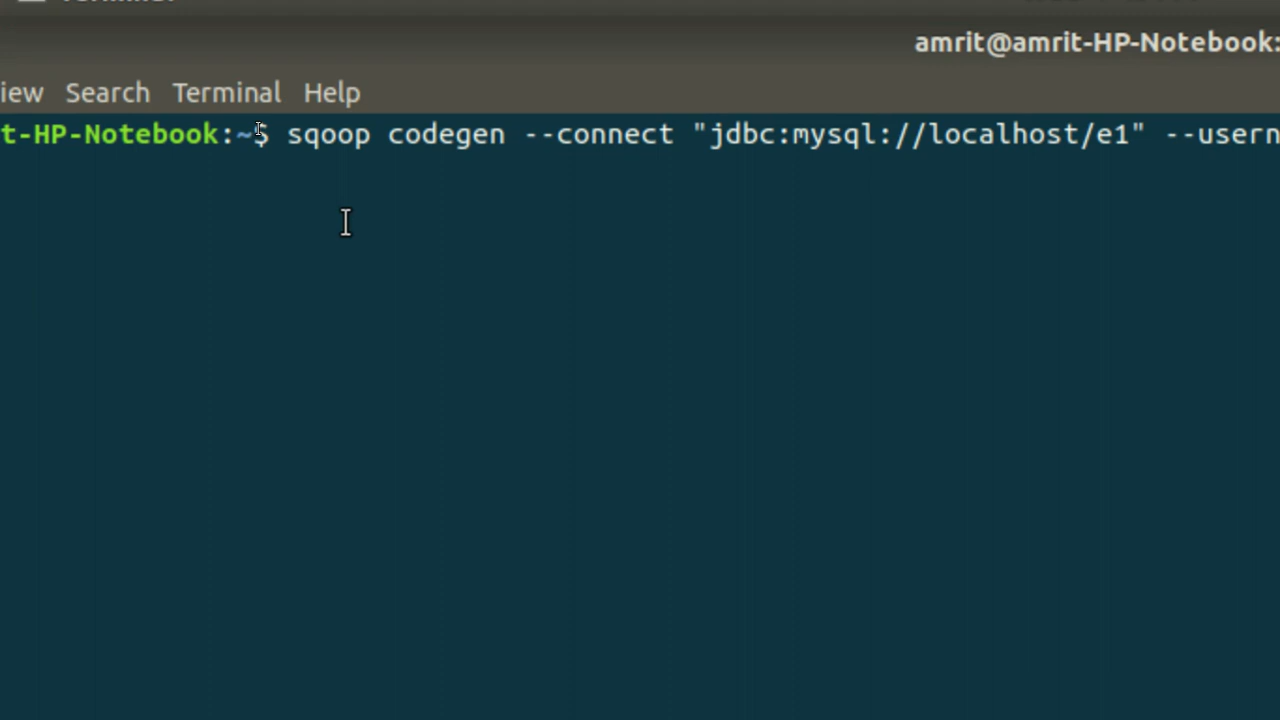 amrit@amrit-HP-Notebook:
iew Search Terminal Help
t-HP-Notebook:~$ sqoop codegen --connect "jdbc:mysql://localhost/e1" --usern